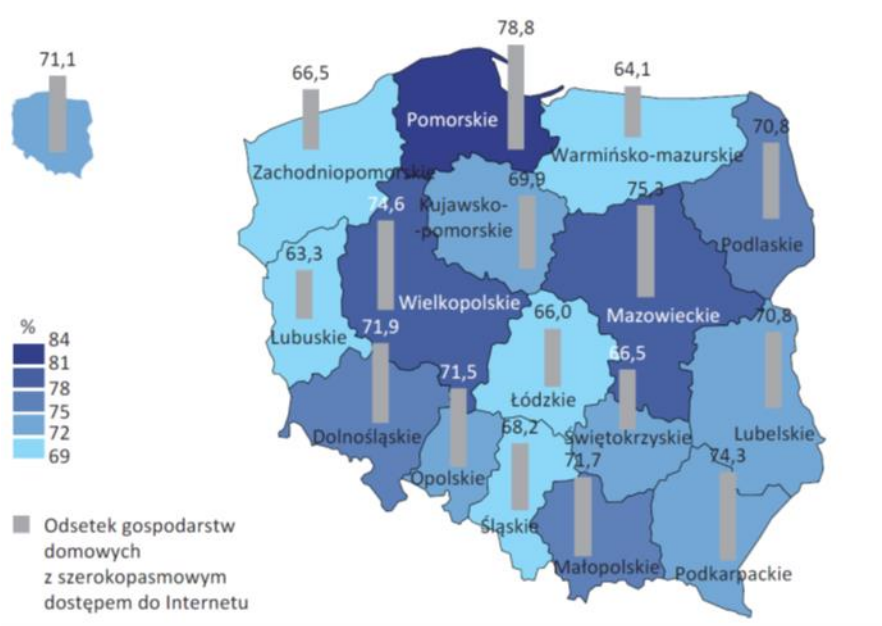 78,8
71,1
66,5
64,1
Pomorskie
70,8
Warmińsko-mazurskie
Zachodniopomorskie
69,9
75,3
74,6
Kujawsko-
-pomorskie
Podlaskie
63,3
Wielkopolskie
66,0
Mazowieckie
70,8
%
84
81
78
75
72
69
Lubuskie
71,9
66,5
71,5
Łódzkie
68,2
Dolnośląskie
Świętokrzyskie
Lubelskie
71,7
74,3
Opolskie
Śląskie
Małopolskie
Podkarpackie
Odsetek gospodarstw
domowych
z szerokopasmowym
dostępem do Internetu